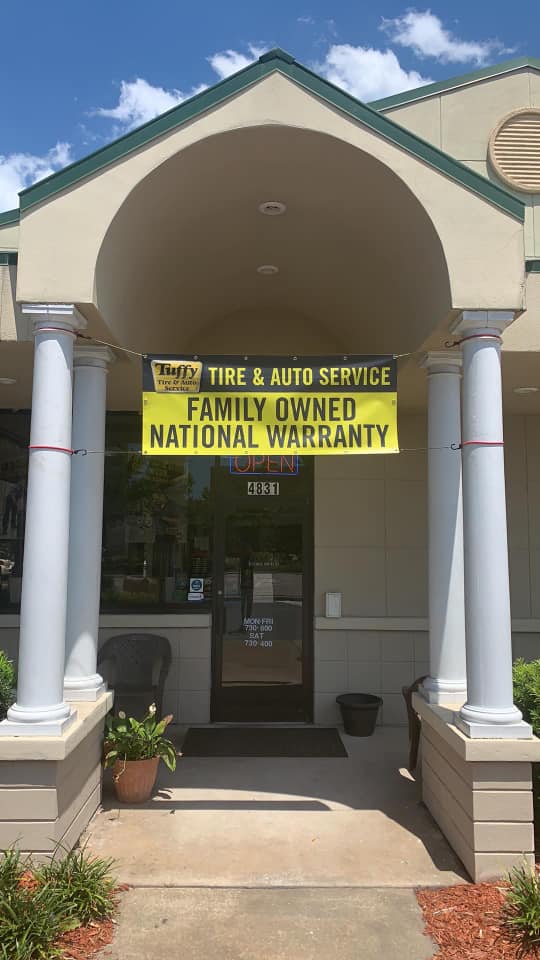 Tuffy
Tire & Auto
Service
TIRE & AUTO SERVICE
FAMILY OWNED
NATIONAL WARRANTY
OPEN
4831
MON-FRI
730-600
SAT
730-400